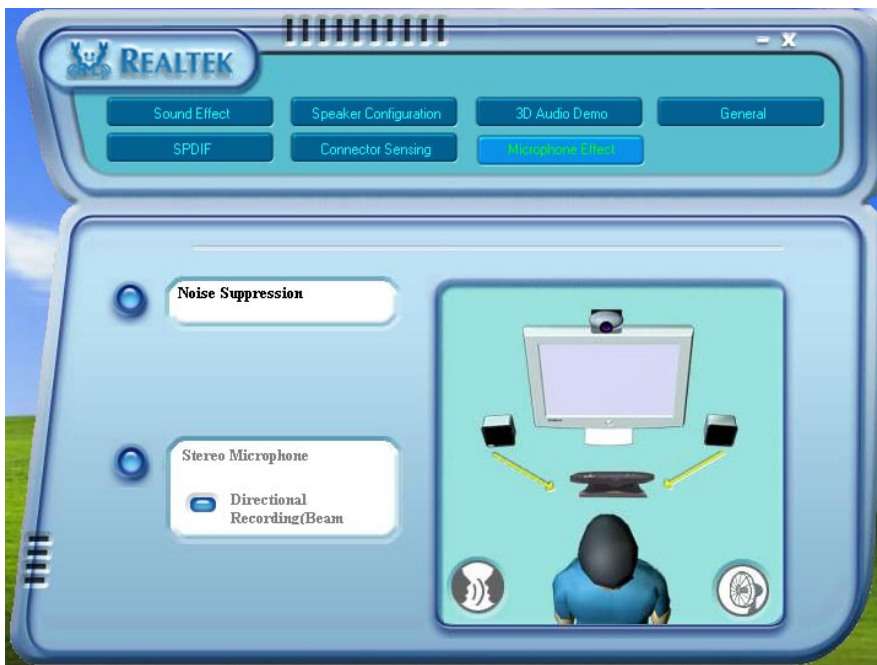 REALTEK
Sound Effect
Speaker Configuration
3D Audio Demo
General
SPDIF
Connector Sensing
Microphone Effect
Noise Suppression
Stereo Microphone
Directional
Recording(Beam